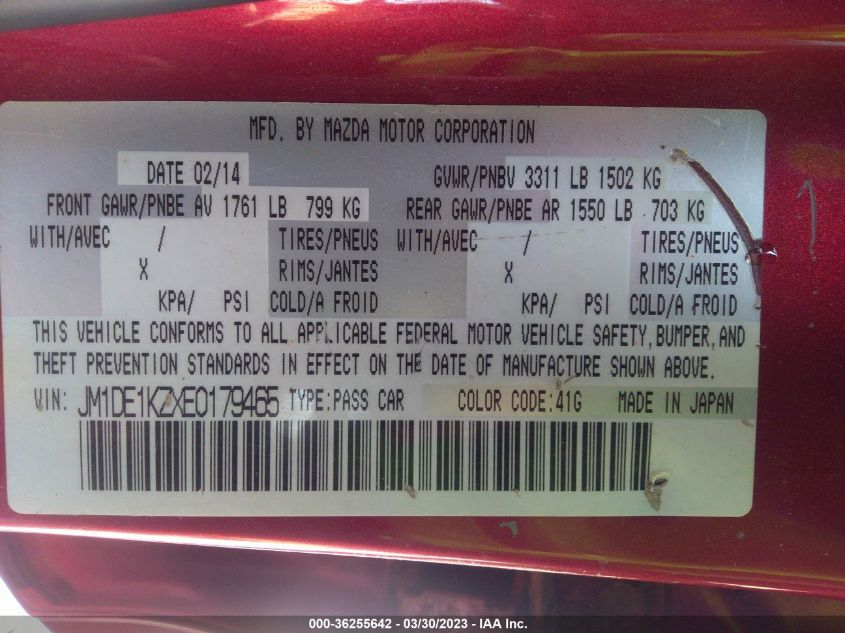 MFD. BY MAZDA MOTOR CORPORATION
DATE 02/14 GVWR/PNBV 3311 LB 1502 KG
FRONT GAWR/PNBE AV 1761 LB 799 KG REAR GAWR/PNBE AR 1550 LB 703 KG
WITH/AVEC / TIRES/PNEUS WITH/AVEC / TIRES/PNEUS
X RIMS/JANTES X RIMS/JANTES
KPA/ PSI COLD/A FROID KPA/ PSI COLD/A FROID
THIS VEHICLE CONFORMS TO ALL APPLICABLE FEDERAL MOTOR VEHICLE SAFETY, BUMPER, AND
THEFT PREVENTION STANDARDS IN EFFECT ON THE DATE OF MANUFACTURE SHOWN ABOVE.
VIN: JM1DE1KZXE0179465 TYPE:PASS CAR COLOR CODE:41G MADE IN JAPAN
000-36255642 - 03/30/2023 - IAA Inc.